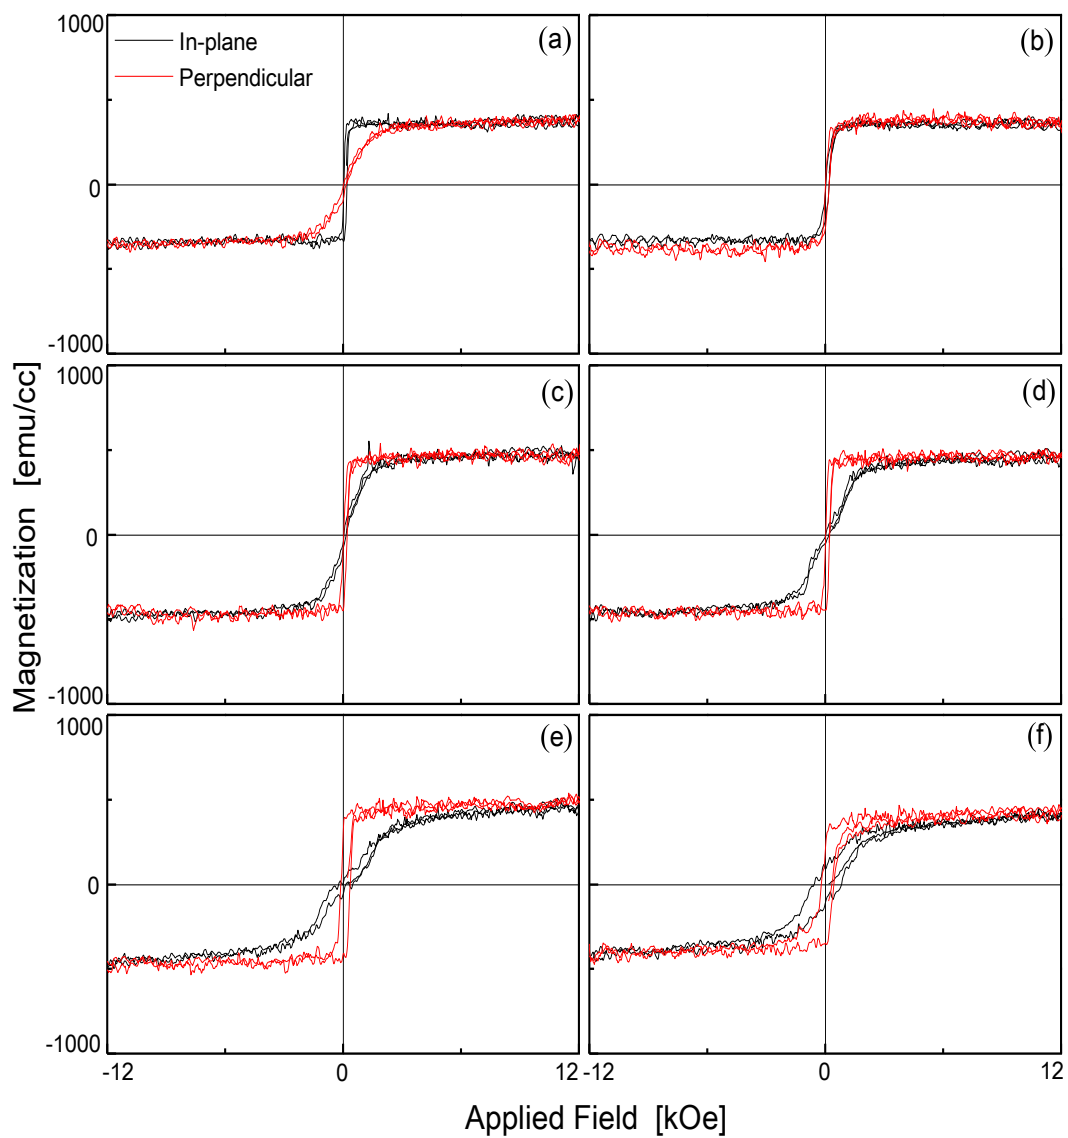 1000
In-plane
Perpendicular
(a)
(b)
0
-1000
1000
(c)
(d)
0
-1000
1000
(e)
(f)
0
-1000
-12
0
12
-12
0
12
Magnetization [emu/cc]
Applied Field [kOe]